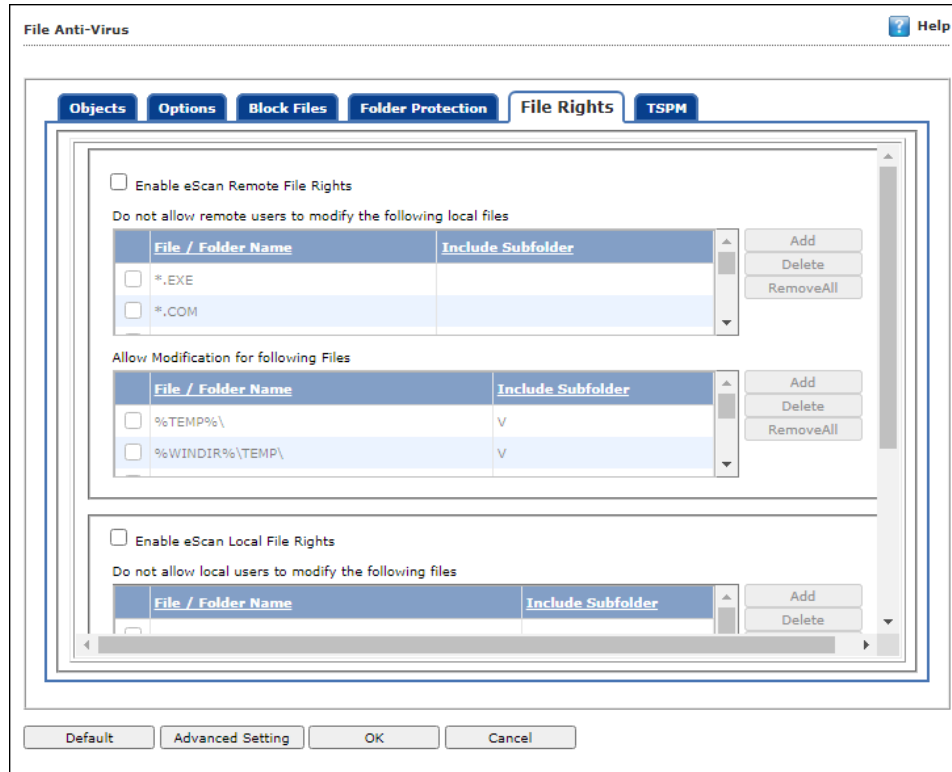 File Anti-Virus
? Help
Objects Options Block Files Folder Protection File Rights TSPM
Enable eScan Remote File Rights
Do not allow remote users to modify the following local files
File / Folder Name Include Subfolder
*.EXE
*.COM
Add
Delete
RemoveAll
Allow Modification for following Files
File / Folder Name Include Subfolder
%TEMP%\ V
%WINDIR%\TEMP\ V
Add
Delete
RemoveAll
Enable eScan Local File Rights
Do not allow local users to modify the following files
File / Folder Name Include Subfolder
Add
Delete
Default Advanced Setting OK Cancel